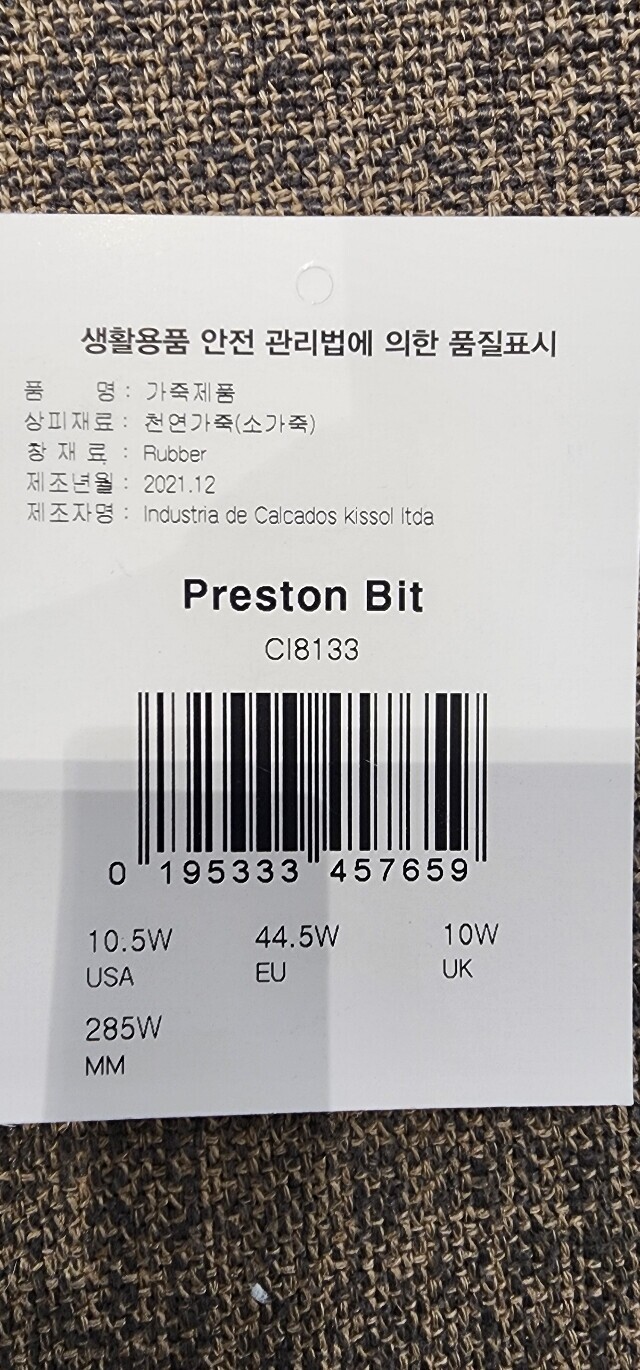 생활용품 안전 관리법에 의한 품질표시
품 명 : 가죽제품
상피재료 : 천연가죽(소가죽)
창 재 료 : Rubber
제조년월 : 2021.12
제조자명 : Industria de Calcados Kissol ltda
Preston Bit
CI8133
0 195333 457659
10.5W 44.5W 10W
USA EU UK
285W
MM